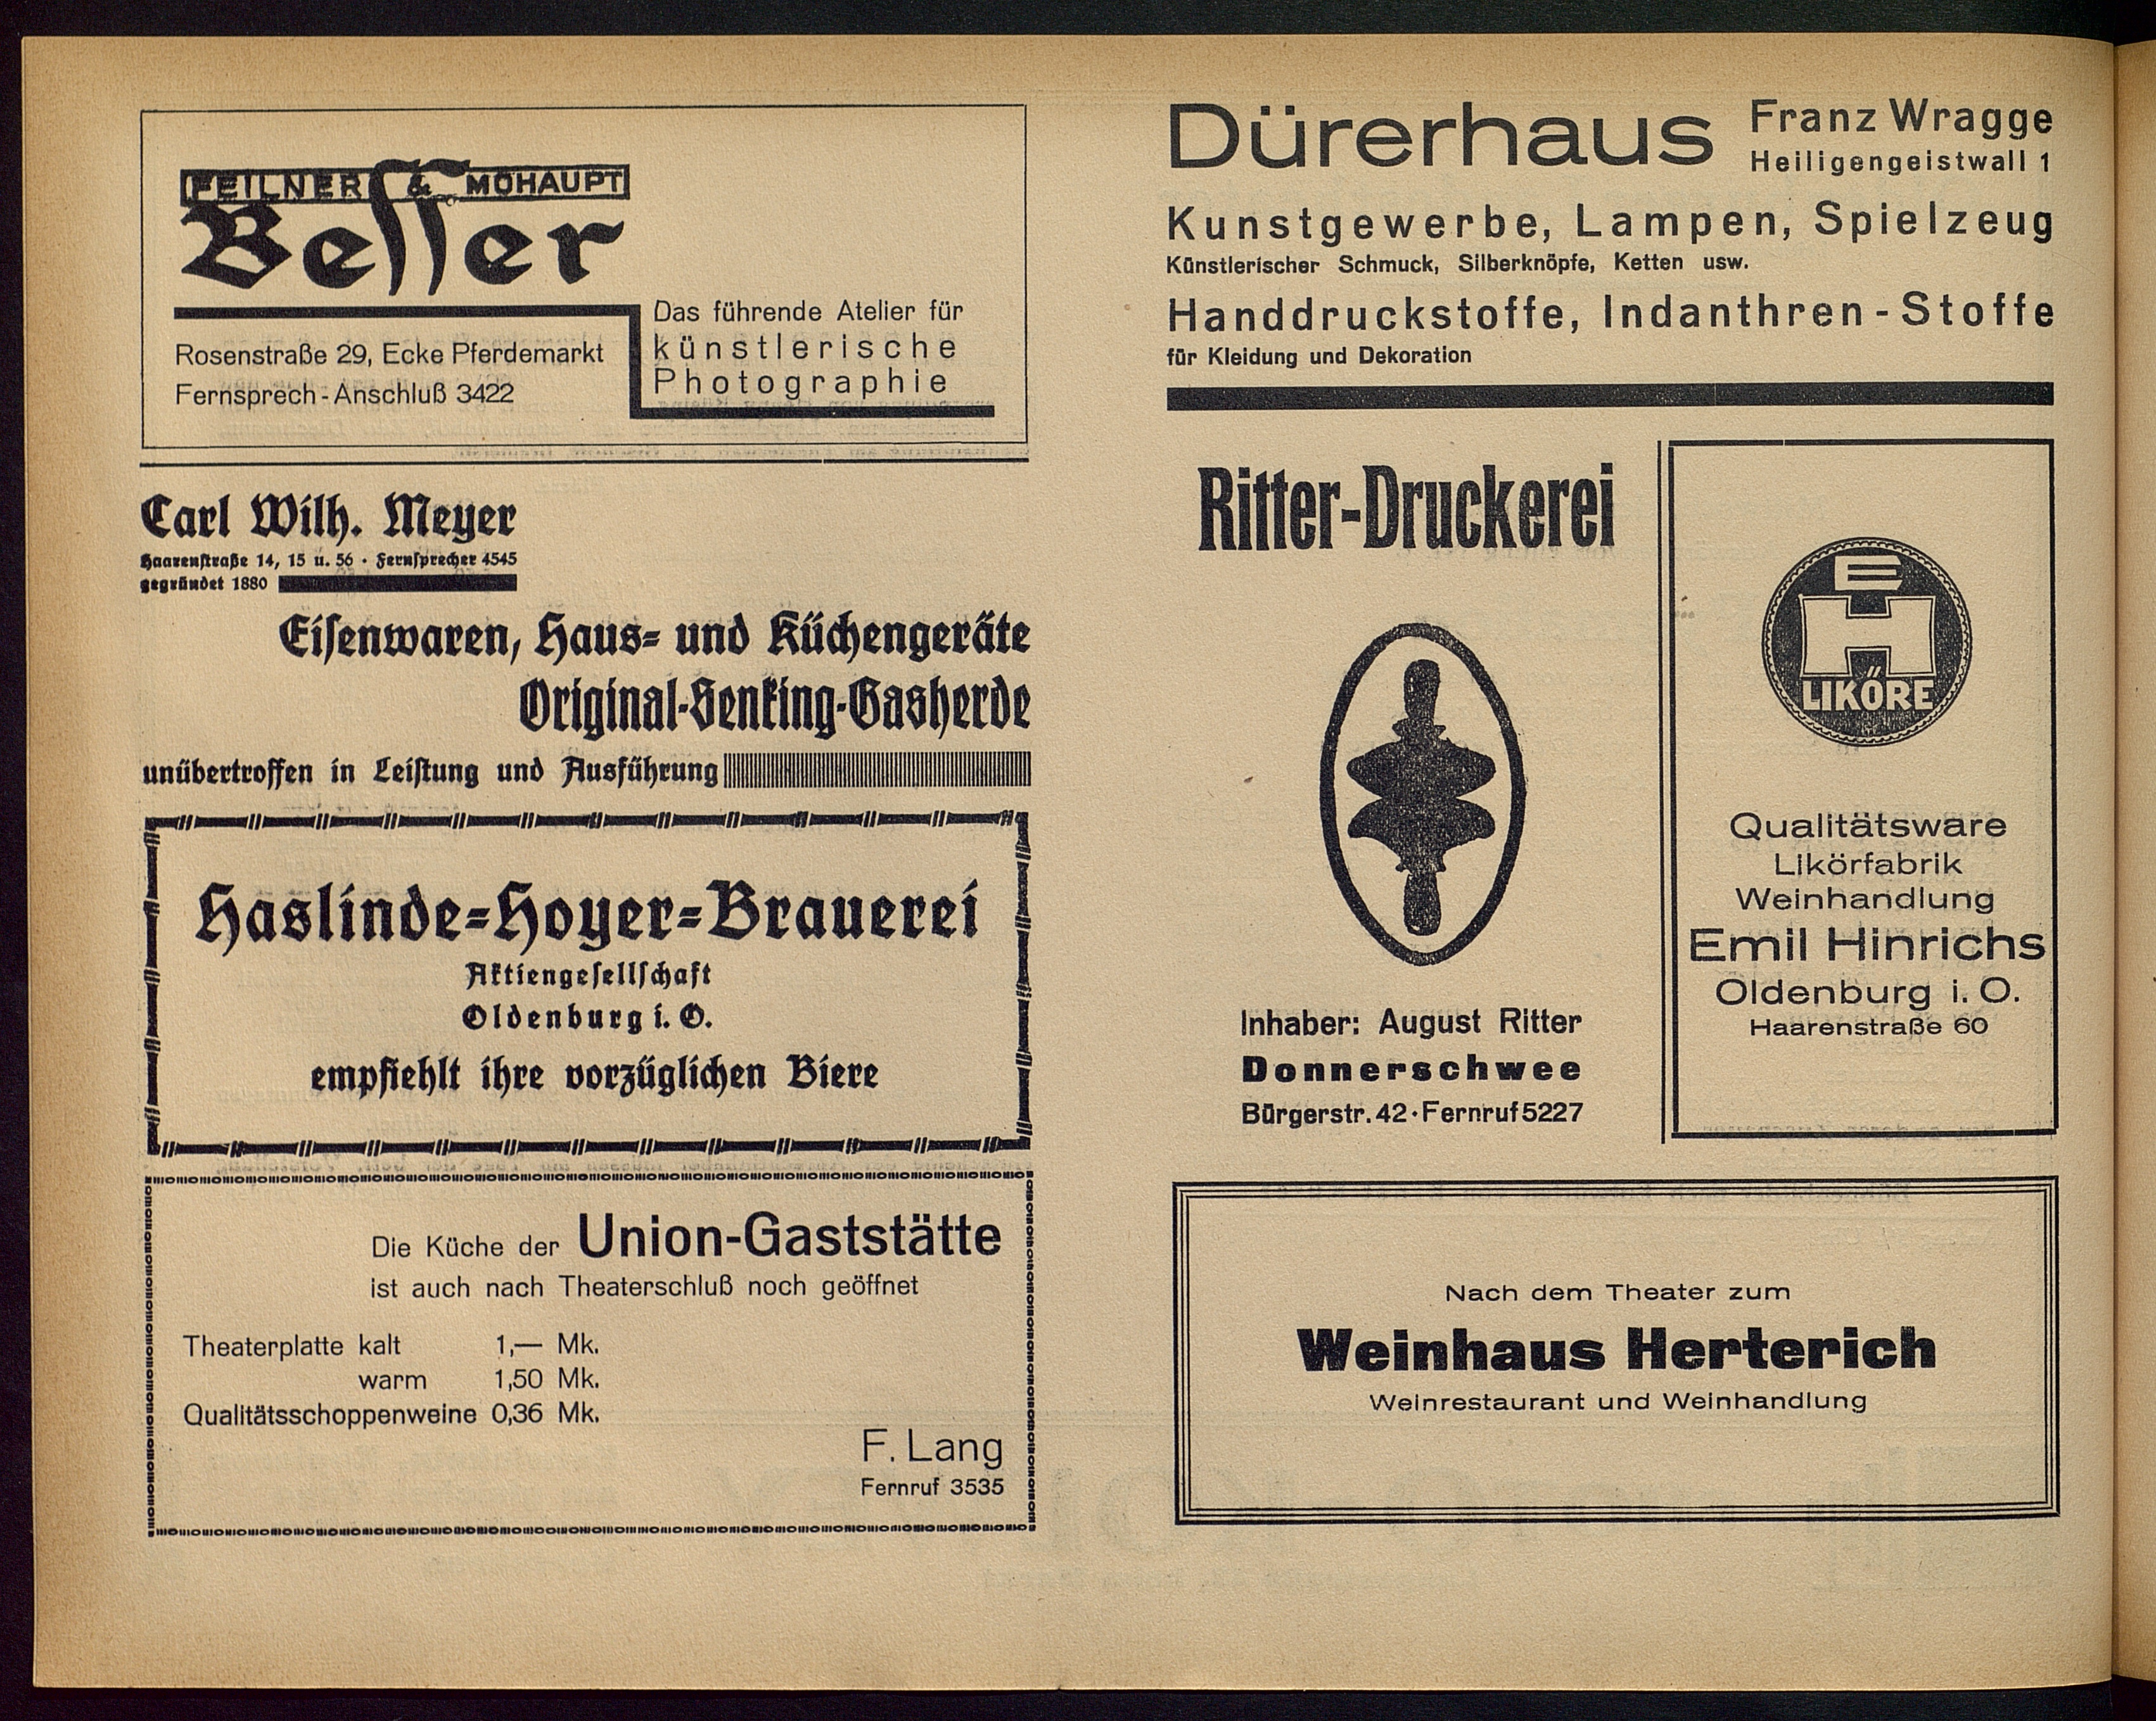 FEILNER & MOHAUPT
Besser
Das führende Atelier für
künstlerische
Photographie
Rosenstraße 29, Ecke Pferdemarkt
Fernsprech-Anschluß 3422
Carl Wilh. Meyer
Haarenstraße 14, 15 u. 56 · Fernsprecher 4545
gegründet 1880
Eisenwaren, Haus- und Küchengeräte
Original-Senking-Gasherde
unübertroffen in Leistung und Ausführung
Haslinde-Hoyer-Brauerei
Aktiengesellschaft
Oldenburg i. O.
empfiehlt ihre vorzüglichen Biere
Die Küche der Union-Gaststätte
ist auch nach Theaterschluß noch geöffnet
Theaterplatte kalt 1,— Mk.
warm 1,50 Mk.
Qualitätsschoppenweine 0,36 Mk.
F. Lang
Fernruf 3535
Dürerhaus Franz Wragge
Heiligengeistwall 1
Kunstgewerbe, Lampen, Spielzeug
Künstlerischer Schmuck, Silberknöpfe, Ketten usw.
Handdruckstoffe, Indanthren-Stoffe
für Kleidung und Dekoration
Ritter-Druckerei
Inhaber: August Ritter
Donnerschwee
Bürgerstr. 42 · Fernruf 5227
E
H
LIKÖRE
Qualitätsware
Likörfabrik
Weinhandlung
Emil Hinrichs
Oldenburg i. O.
Haarenstraße 60
Nach dem Theater zum
Weinhaus Herterich
Weinrestaurant und Weinhandlung